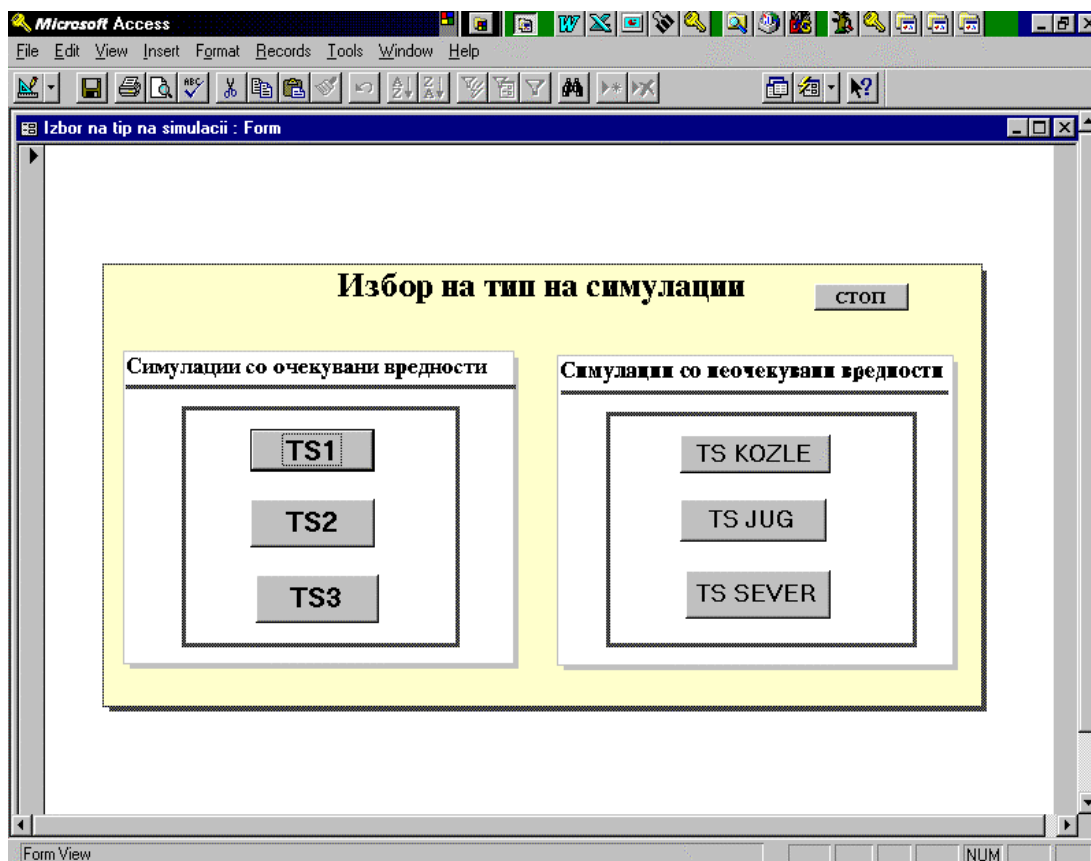 Microsoft Access
File Edit View Insert Format Records Tools Window Help
Izbor na tip na simulacii : Form
Избор на тип на симулации
стоп
Симулации со очекувани вредности
Симулации со неочекувани вредности
TS1
TS KOZLE
TS2
TS JUG
TS3
TS SEVER
Form View
NUM